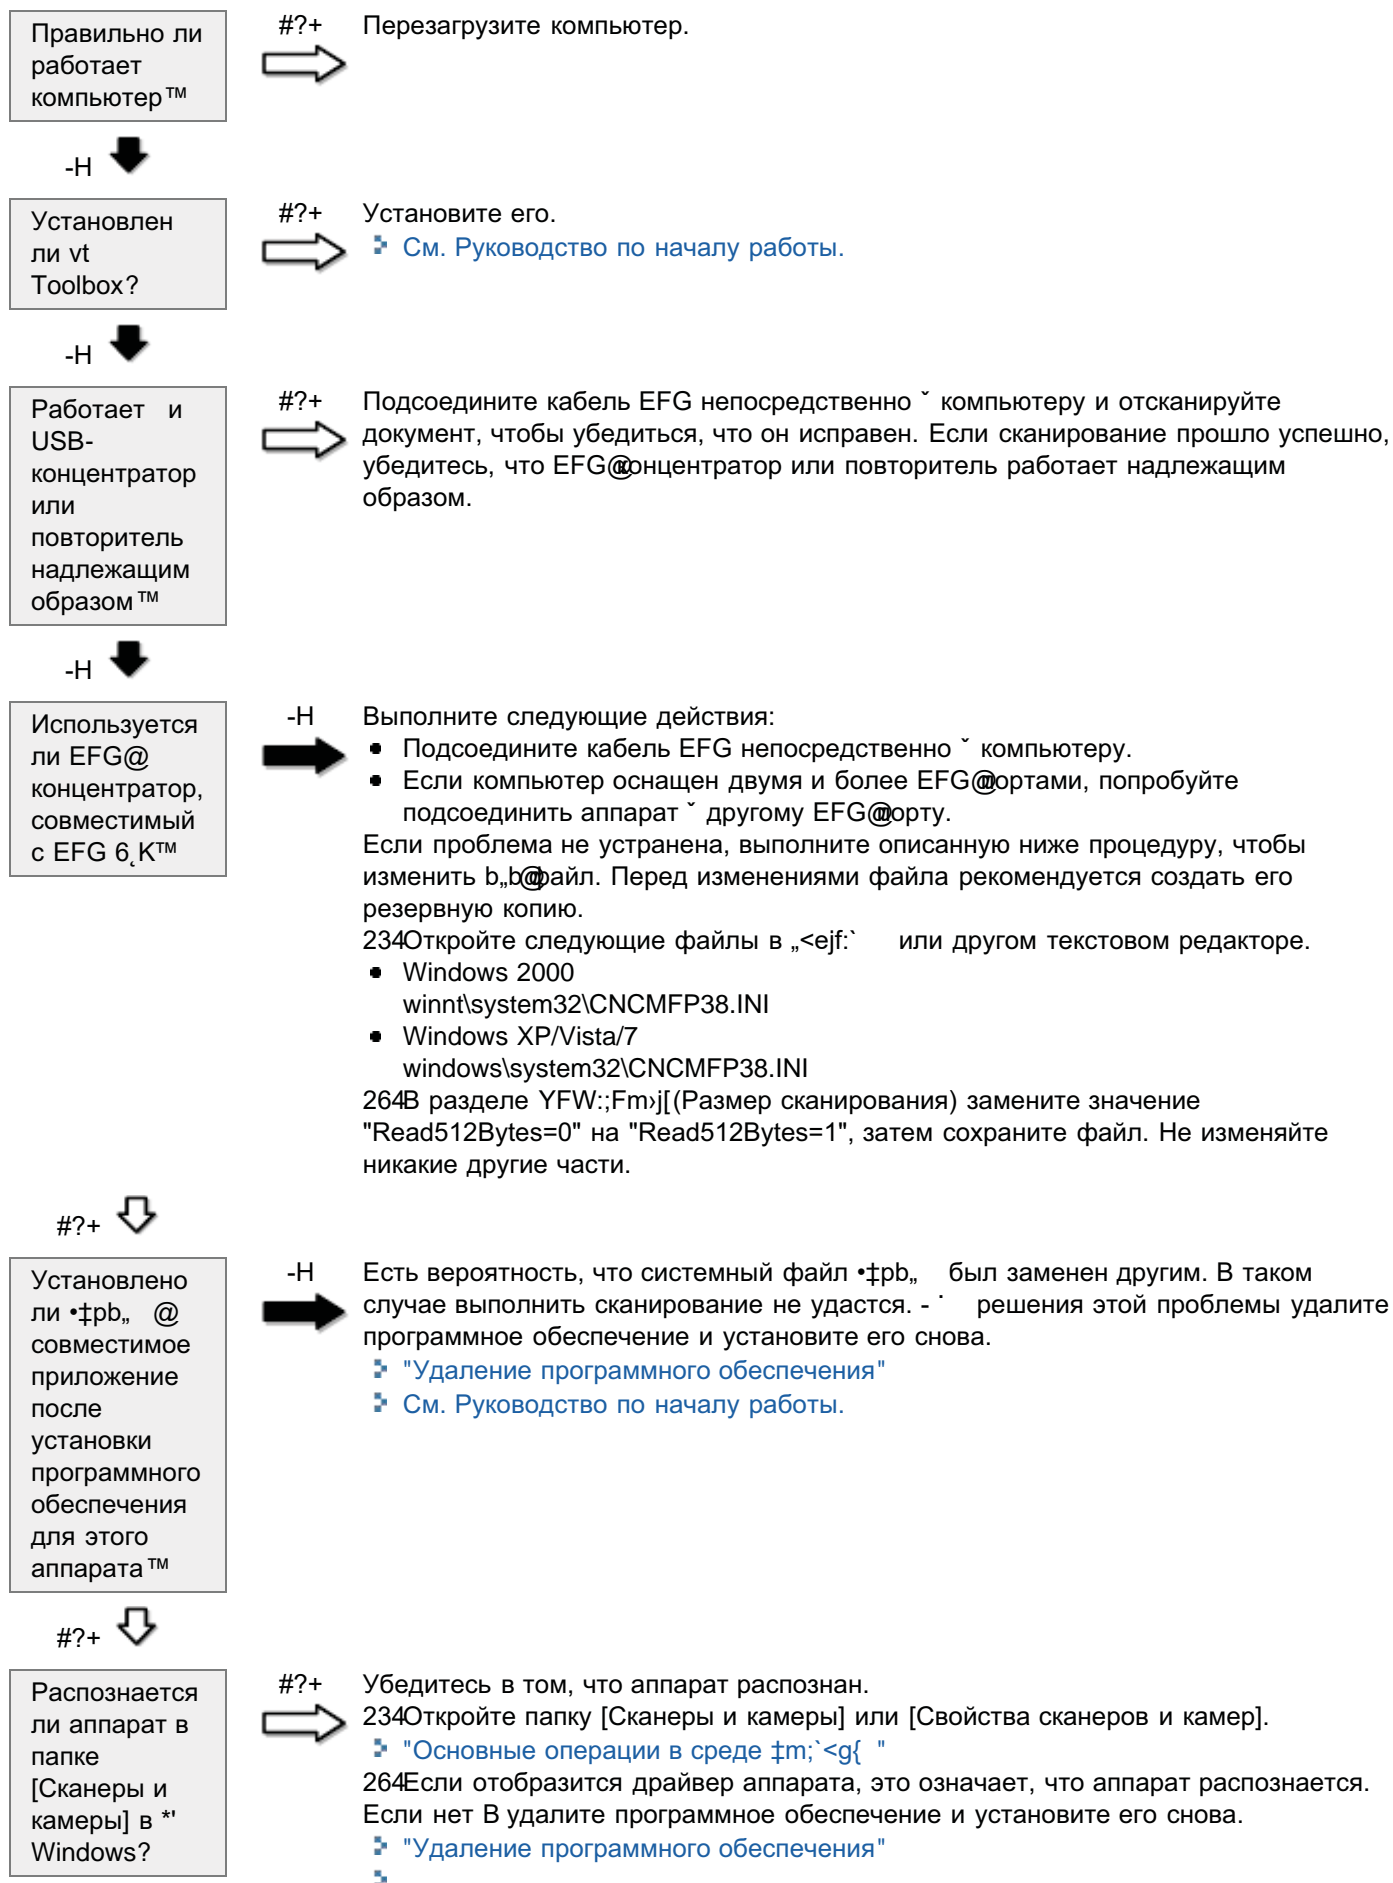 Правильно ли
работает
компьютер™
#?+
Перезагрузите компьютер.
-Н
Установлен
ли vt
Toolbox?
#?+
Установите его.
См. Руководство по началу работы.
-Н
Работает и
USB-
концентратор
или
повторитель
надлежащим
образом™
#?+
Подсоедините кабель EFG непосредственно ˇ компьютеру и отсканируйте
документ, чтобы убедиться, что он исправен. Если сканирование прошло успешно,
убедитесь, что EFG@концентратор или повторитель работает надлежащим
образом.
-Н
Используется
ли EFG@
концентратор,
совместимый
с EFG 6˛K™
-Н
Выполните следующие действия:
Подсоедините кабель EFG непосредственно ˇ компьютеру.
Если компьютер оснащен двумя и более EFG@портами, попробуйте
подсоединить аппарат ˇ другому EFG@порту.
Если проблема не устранена, выполните описанную ниже процедуру, чтобы
изменить b„b@файл. Перед изменениями файла рекомендуется создать его
резервную копию.
234Откройте следующие файлы в „<ejf:` или другом текстовом редакторе.
Windows 2000
winnt\system32\CNCMFP38.INI
Windows XP/Vista/7
windows\system32\CNCMFP38.INI
264В разделе YFW:;Fm›j[(Размер сканирования) замените значение
"Read512Bytes=0" на "Read512Bytes=1", затем сохраните файл. Не изменяйте
никакие другие части.
#?+
Установлено
ли •‡pb„ @
совместимое
приложение
после
установки
программного
обеспечения
для этого
аппарата™
-Н
Есть вероятность, что системный файл •‡pb„ был заменен другим. В таком
случае выполнить сканирование не удастся. - ˙ решения этой проблемы удалите
программное обеспечение и установите его снова.
"Удаление программного обеспечения"
См. Руководство по началу работы.
#?+
Распознается
ли аппарат в
папке
[Сканеры и
камеры] в *'
Windows?
#?+
Убедитесь в том, что аппарат распознан.
234Откройте папку [Сканеры и камеры] или [Свойства сканеров и камер].
"Основные операции в среде ‡m;`<g{ "
264Если отобразится драйвер аппарата, это означает, что аппарат распознается.
Если нет В удалите программное обеспечение и установите его снова.
"Удаление программного обеспечения"